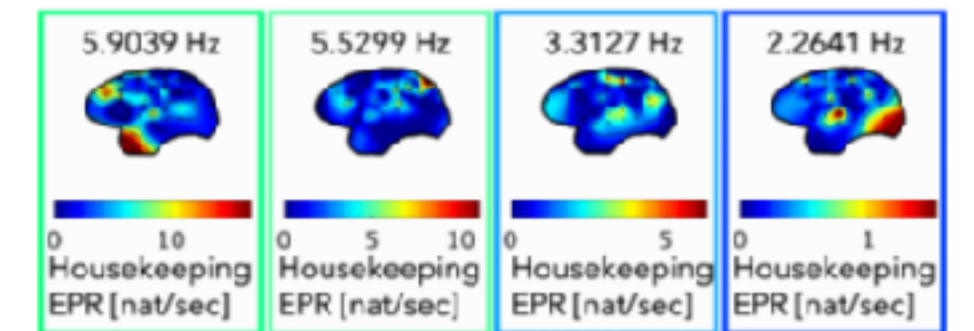 5.9039 Hz
0 10
Housekeeping
EPR [nat/sec]
5.5299 Hz
0 5 10
Housekeeping
EPR [nat/sec]
3.3127 Hz
0 5
Housekeeping
EPR [nat/sec]
2.2641 Hz
0 1
Housekeeping
EPR [nat/sec]